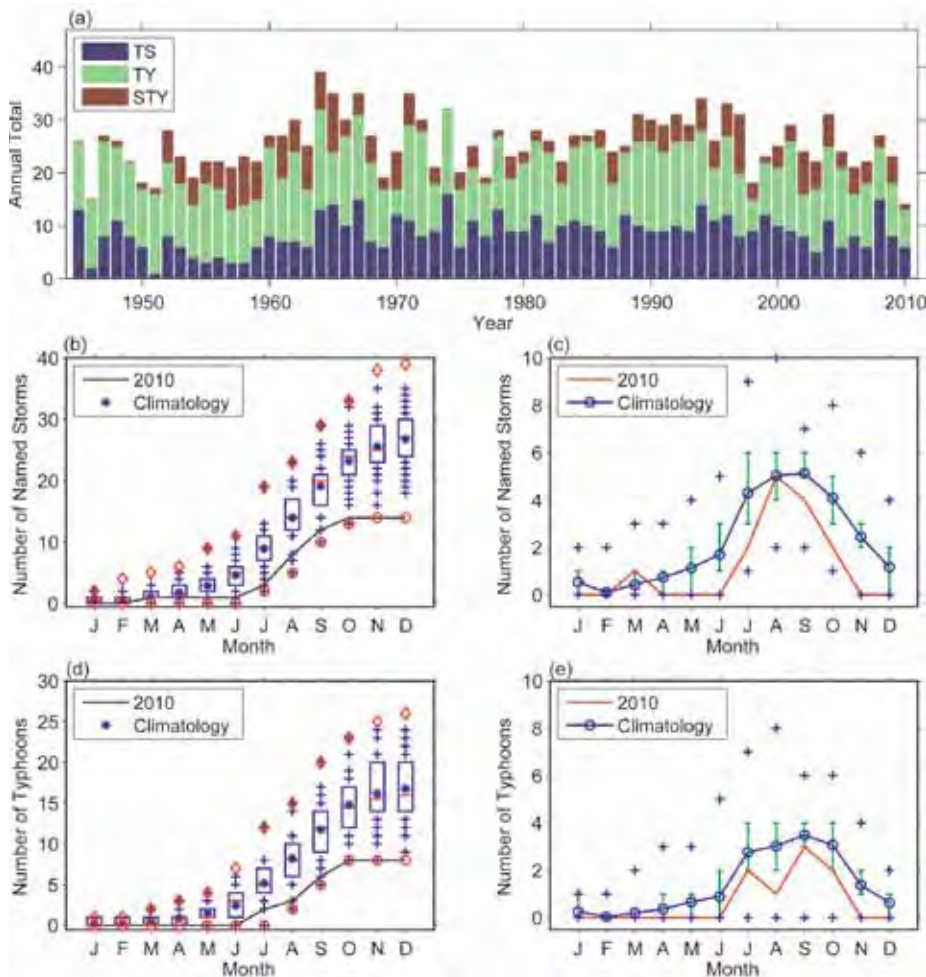 (a)
TS
TY
STY
Annual Total
40
30
20
10
0
1950 1960 1970 1980 1990 2000 2010
Year
(b)
2010
Climatology
Number of Named Storms
40
30
20
10
0
J F M A M J J A S O N D
Month
(c)
2010
Climatology
Number of Named Storms
10
8
6
4
2
0
J F M A M J J A S O N D
Month
(d)
2010
Climatology
Number of Typhoons
30
25
20
15
10
5
0
J F M A M J J A S O N D
Month
(e)
2010
Climatology
Number of Typhoons
10
8
6
4
2
0
J F M A M J J A S O N D
Month